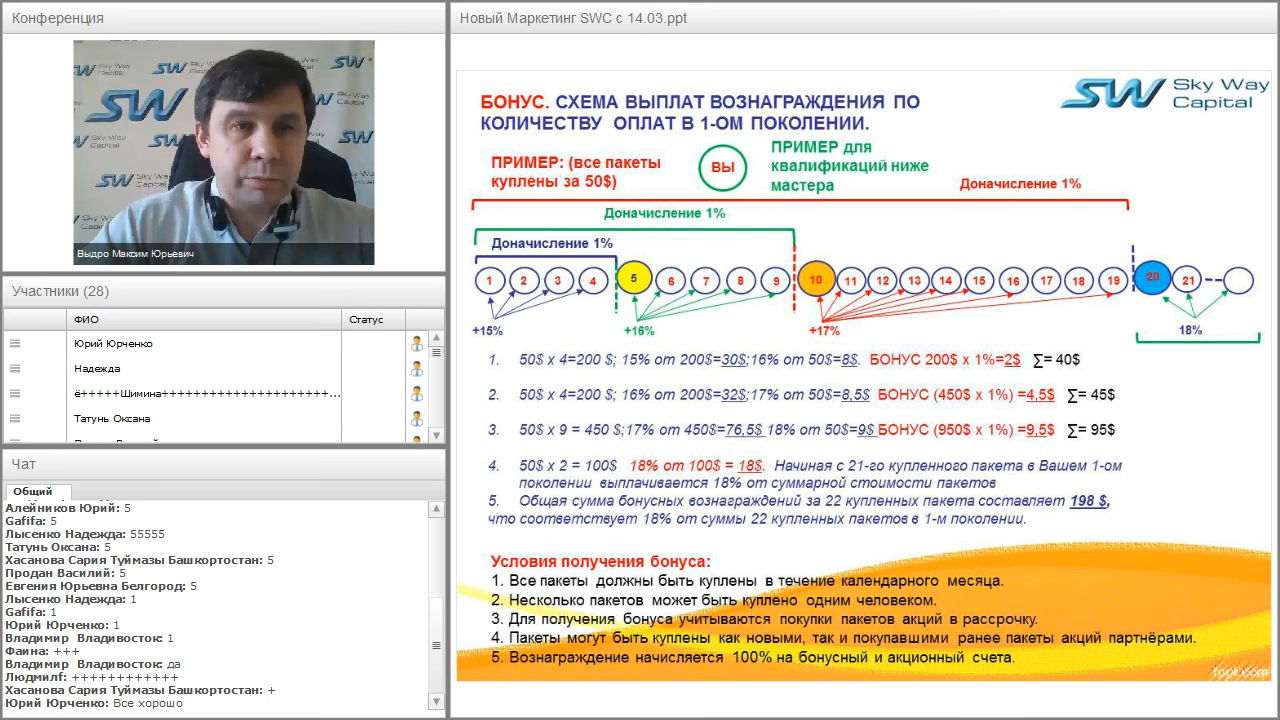 Конференция
SW Sky Way Capital
Выдро Максим Юрьевич
Участники (28)
ФИО
Статус
Юрий Юрченко
Надежда
ё+++++Шимина++++++++++++++++++++++...
Татунь Оксана
Чат
Общий
Алейников Юрий: 5
Gafifa: 5
Лысенко Надежда: 55555
Татунь Оксана: 5
Хасанова Сария Туймазы Башкортостан: 5
Продан Василий: 5
Евгения Юрьевна Белгород: 5
Лысенко Надежда: 1
Gafifa: 1
Юрий Юрченко: 1
Владимир Владивосток: 1
Фаина: +++
Владимир Владивосток: да
Людмилf: ++++++++++++
Хасанова Сария Туймазы Башкортостан: +
Юрий Юрченко: Все хорошо
Новый Маркетинг SWC с 14.03.ppt
SW Sky Way
Capital
БОНУС. СХЕМА ВЫПЛАТ ВОЗНАГРАЖДЕНИЯ ПО
КОЛИЧЕСТВУ ОПЛАТ В 1-ОМ ПОКОЛЕНИИ.
ПРИМЕР: (все пакеты
куплены за 50$)
ВЫ
ПРИМЕР для
квалификаций ниже
мастера
Доначисление 1%
Доначисление 1%
Доначисление 1%
1 2 3 4 5 6 7 8 9 10 11 12 13 14 15 16 17 18 19 20 21
+15% +16% +17% 18%
1. 50$ x 4=200 $; 15% от 200$=30$;16% от 50$=8$. БОНУС 200$ x 1%=2$ ∑= 40$
2. 50$ x 4=200 $; 16% от 200$=32$;17% от 50$=8,5$ БОНУС (450$ x 1%) =4,5$ ∑= 45$
3. 50$ x 9 = 450 $;17% от 450$=76,5$ 18% от 50$=9$ БОНУС (950$ x 1%) =9,5$ ∑= 95$
4. 50$ x 2 = 100$ 18% от 100$ = 18$. Начиная с 21-го купленного пакета в Вашем 1-ом
поколении выплачивается 18% от суммарной стоимости пакетов
5. Общая сумма бонусных вознаграждений за 22 купленных пакета составляет 198 $,
что соответствует 18% от суммы 22 купленных пакетов в 1-м поколении.
Условия получения бонуса:
1. Все пакеты должны быть куплены в течение календарного месяца.
2. Несколько пакетов может быть куплено одним человеком.
3. Для получения бонуса учитываются покупки пакетов акций в рассрочку.
4. Пакеты могут быть куплены как новыми, так и покупавшими ранее пакеты акций партнёрами.
5. Вознаграждение начисляется 100% на бонусный и акционный счета.
fppt.com